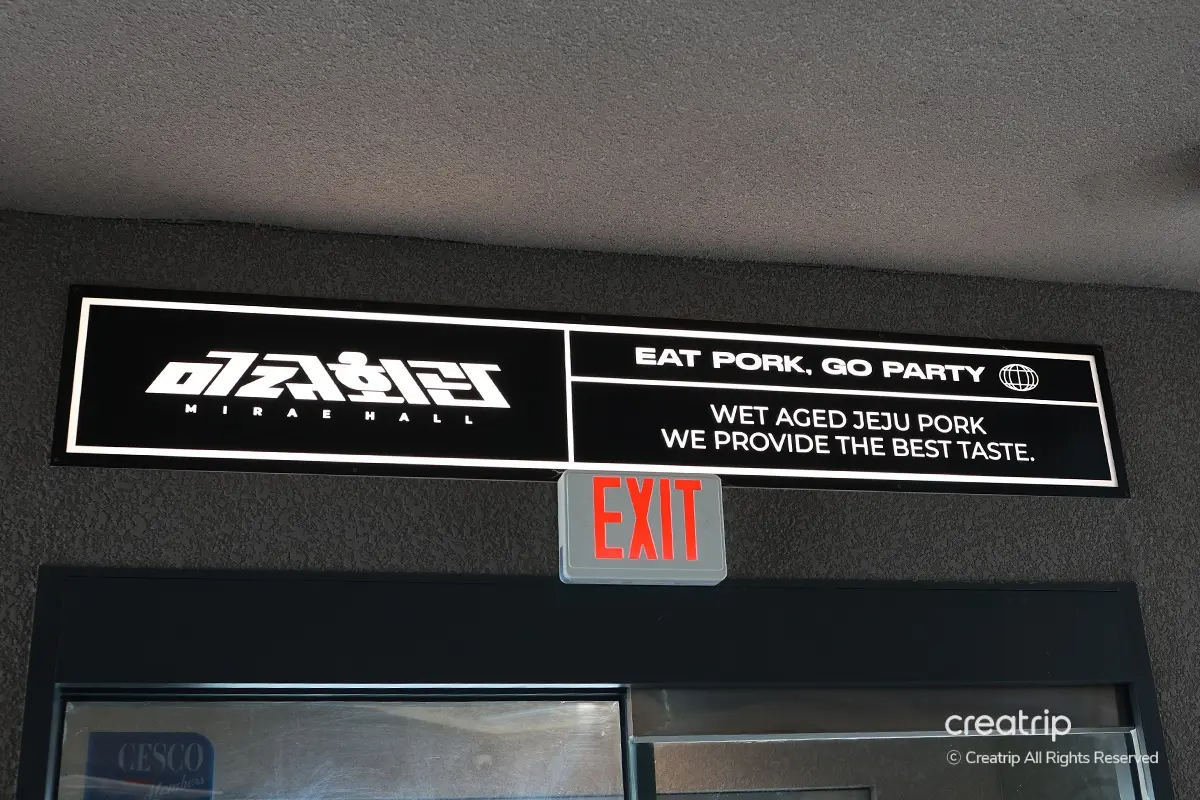 미래회관
MIRAE HALL
EAT PORK, GO PARTY
WET AGED JEJU PORK
WE PROVIDE THE BEST TASTE.
EXIT
CESCO
Members
creatrip
© Creatrip All Rights Reserved